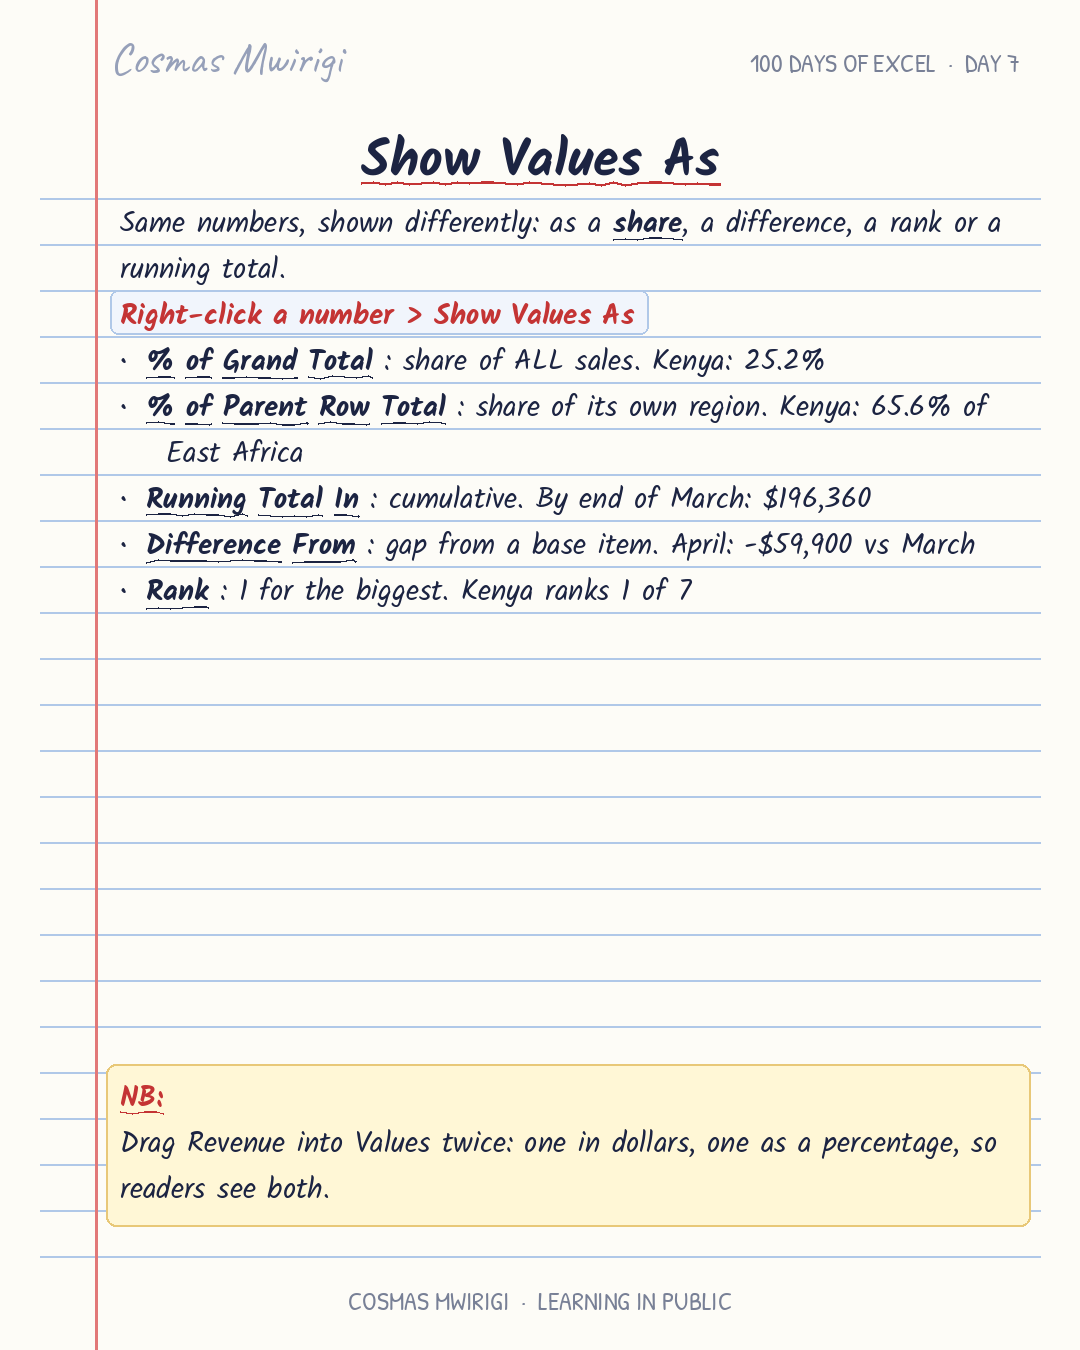 Cosmas Mwirigi
100 DAYS OF EXCEL · DAY 7
Show Values As
Same numbers, shown differently: as a share, a difference, a rank or a
running total.
Right-click a number > Show Values As
· % of Grand Total : share of ALL sales. Kenya: 25.2%
· % of Parent Row Total : share of its own region. Kenya: 65.6% of
East Africa
· Running Total In : cumulative. By end of March: $196,360
· Difference From : gap from a base item. April: -$59,900 vs March
· Rank : 1 for the biggest. Kenya ranks 1 of 7
NB:
Drag Revenue into Values twice: one in dollars, one as a percentage, so
readers see both.
COSMAS MWIRIGI · LEARNING IN PUBLIC